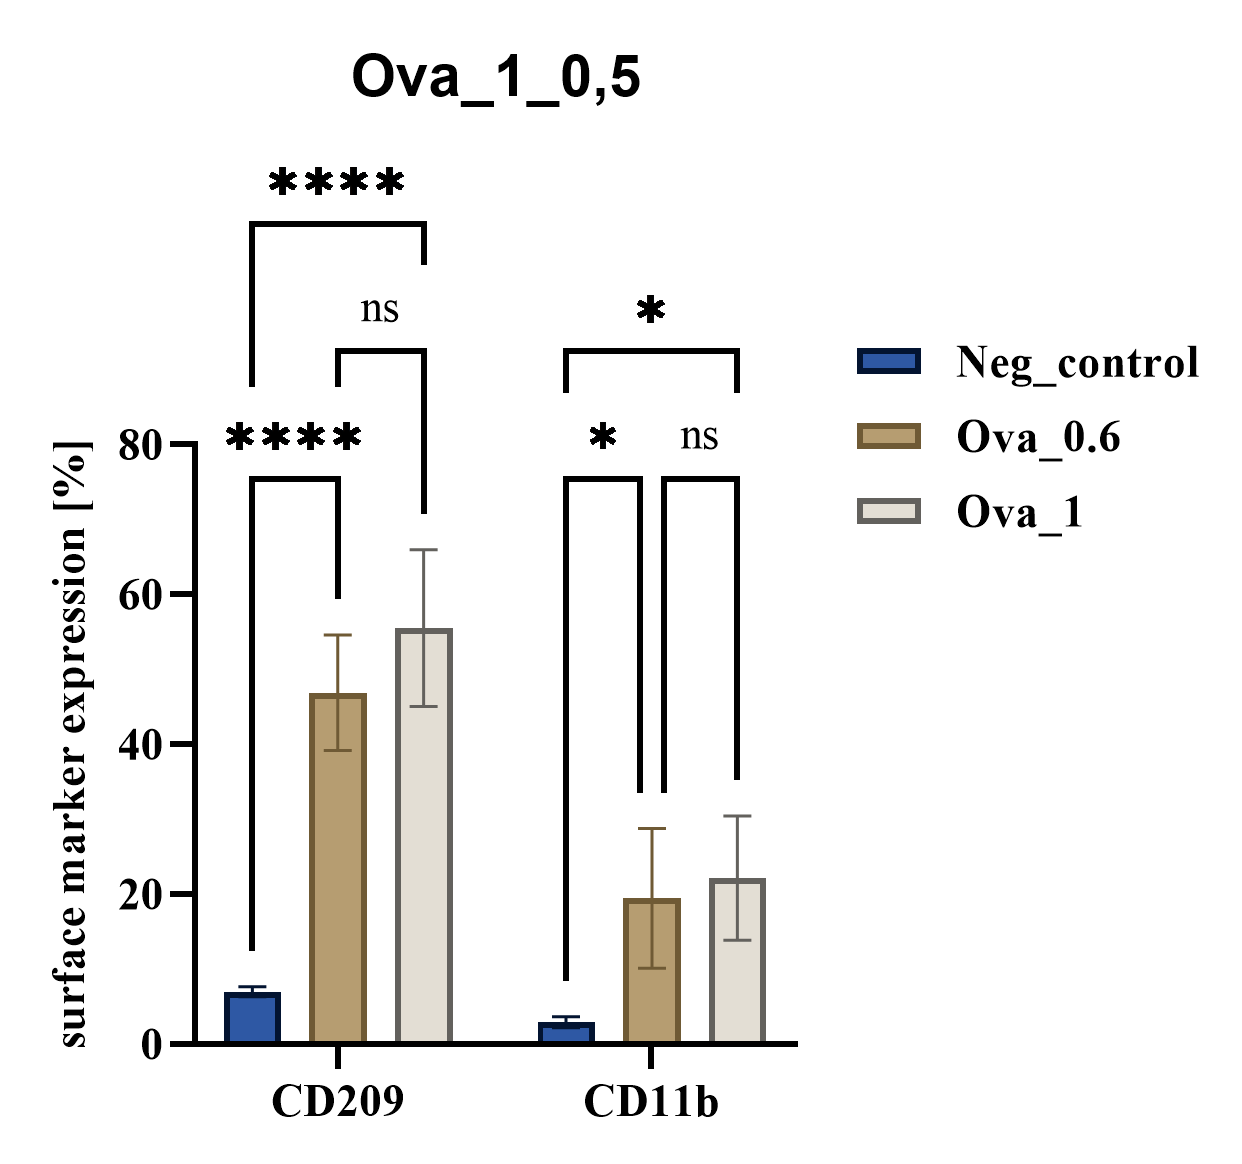 Ova_1_0,5
****
ns
*
****
*
ns
Neg_control
Ova_0.6
Ova_1
surface marker expression [%]
80
60
40
20
0
CD209
CD11b